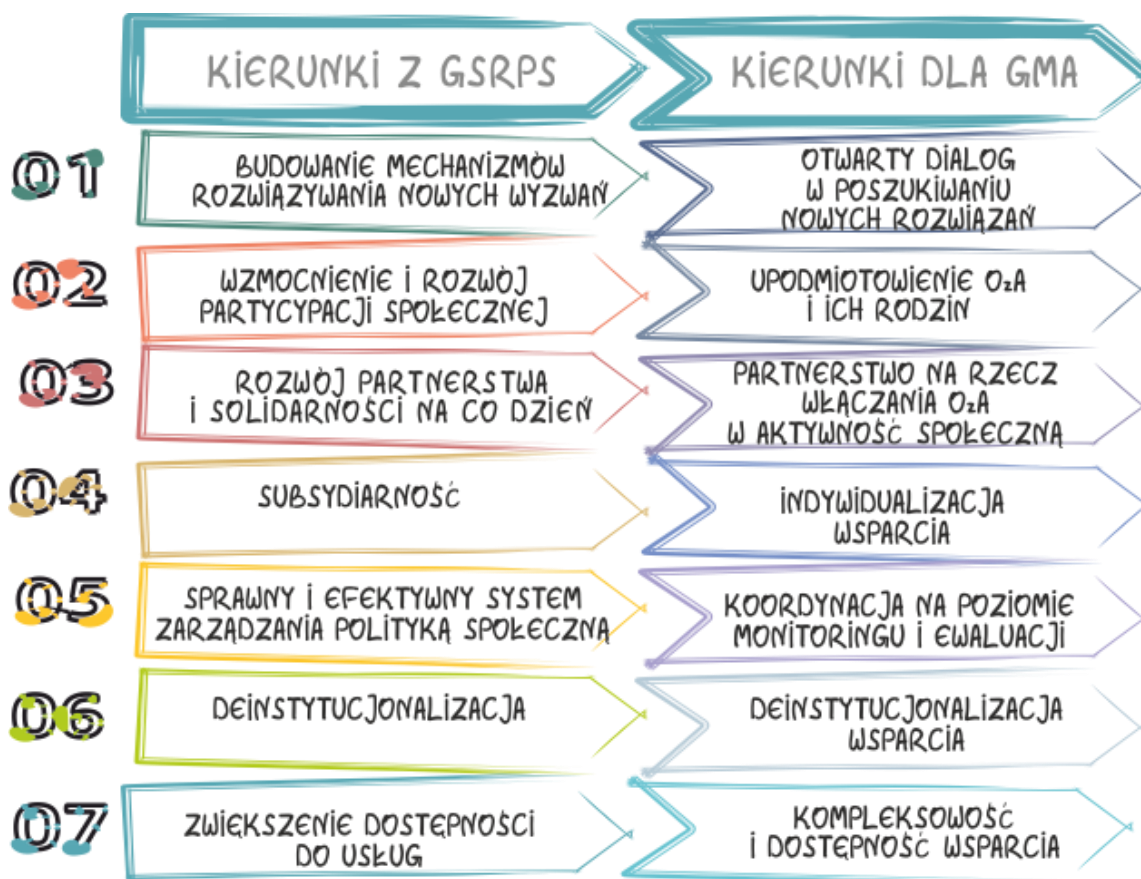 KIERUNKI Z GSRPS
KIERUNKI DLA GMA
01
BUDOWANIE MECHANIZMÓW
ROZWIĄZYWANIA NOWYCH WYZWAŃ
OTWARTY DIALOG
W POSZUKIWANIU
NOWYCH ROZWIĄZAŃ
02
WZMOCNIENIE I ROZWÓJ
PARTYCYPACJI SPOŁECZNEJ
UPODMIOTOWIENIE OzA
I ICH RODZIN
03
ROZWÓJ PARTNERSTWA
I SOLIDARNOŚCI NA CO DZIEŃ
PARTNERSTWO NA RZECZ
WŁĄCZANIA OzA
W AKTYWNOŚĆ SPOŁECZNĄ
04
SUBSYDIARNOŚĆ
INDYWIDUALIZACJA
WSPARCIA
05
SPRAWNY I EFEKTYWNY SYSTEM
ZARZĄDZANIA POLITYKĄ SPOŁECZNĄ
KOORDYNACJA NA POZIOMIE
MONITORINGU I EWALUACJI
06
DEINSTYTUCJONALIZACJA
DEINSTYTUCJONALIZACJA
WSPARCIA
07
ZWIĘKSZENIE DOSTĘPNOŚCI
DO USŁUG
KOMPLEKSOWOŚĆ
I DOSTĘPNOŚĆ WSPARCIA